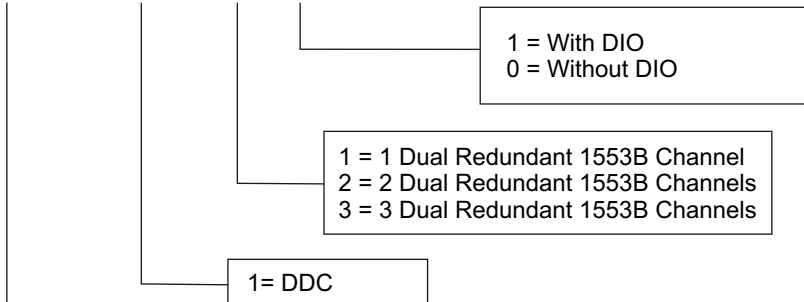 1 = With DIO
0 = Without DIO
1 = 1 Dual Redundant 1553B Channel
2 = 2 Dual Redundant 1553B Channels
3 = 3 Dual Redundant 1553B Channels
1= DDC